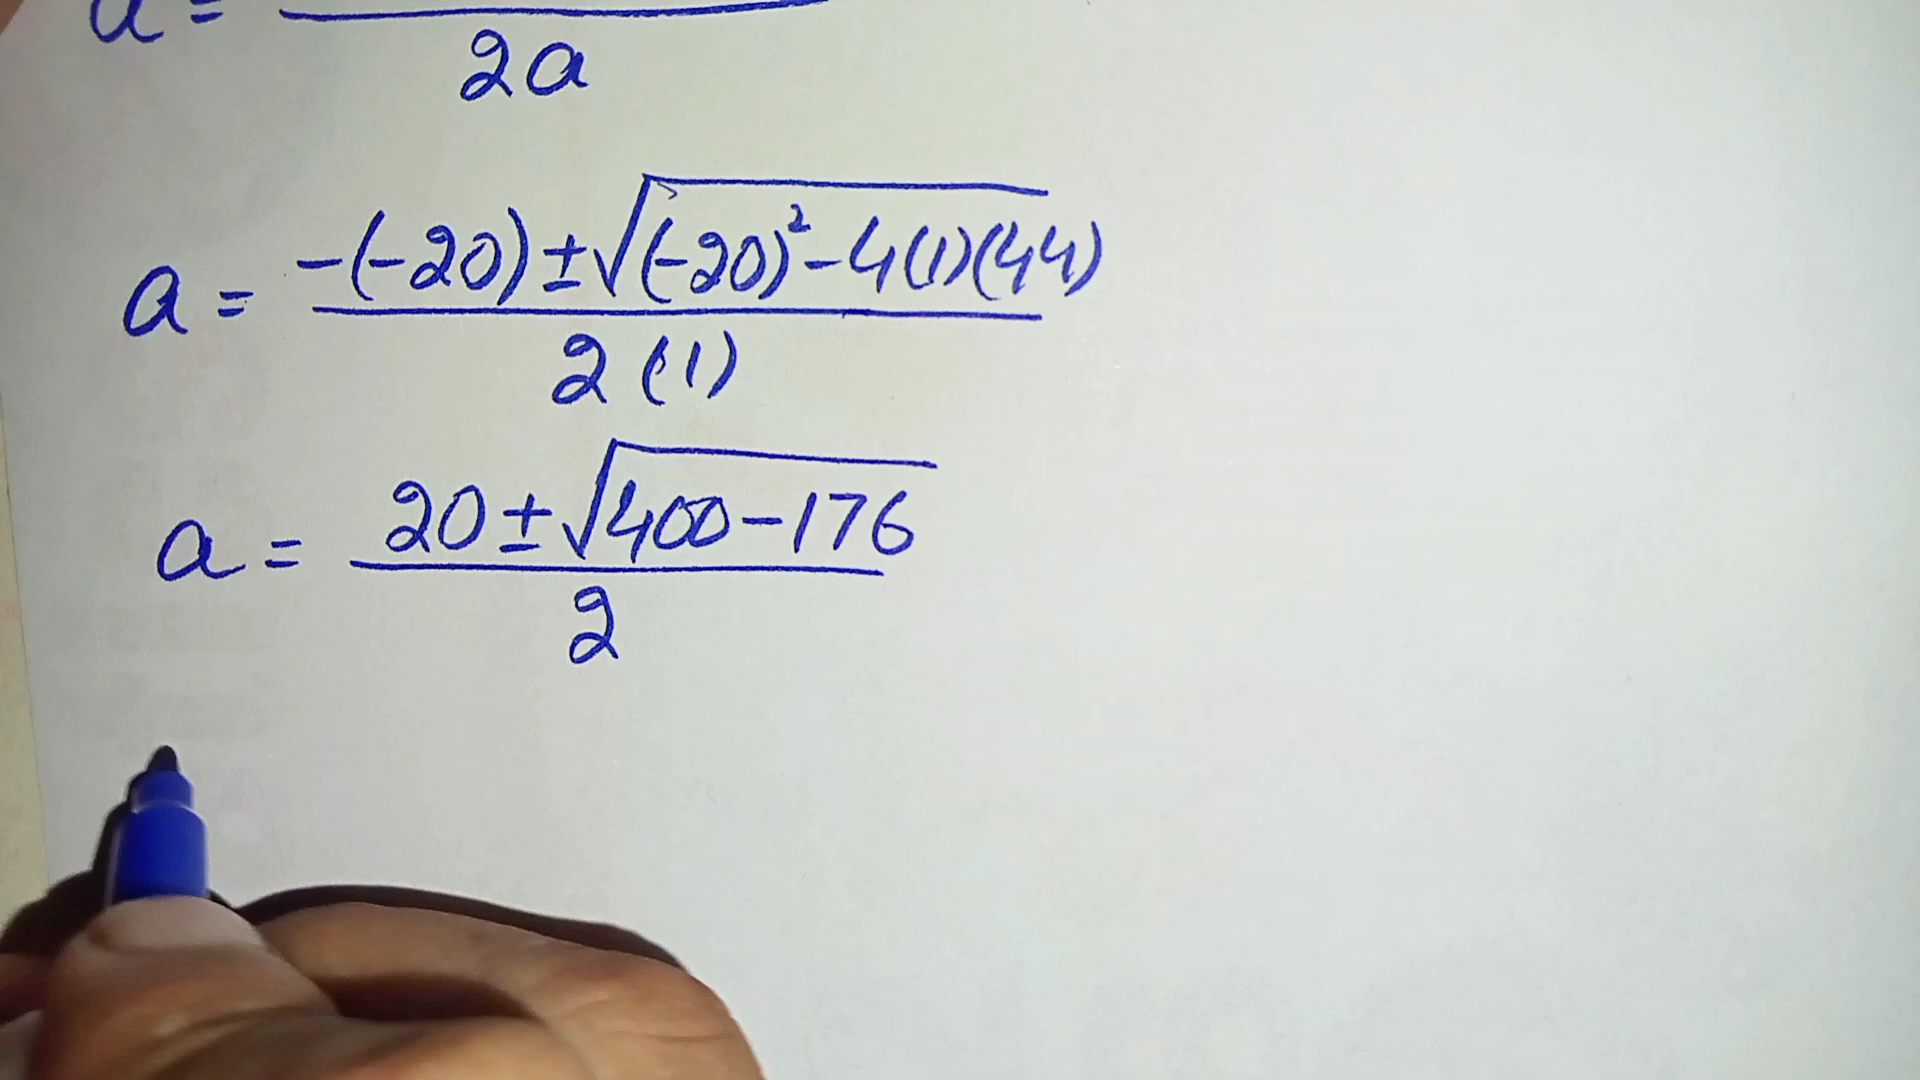 a = 
2a
a = -(-20)±√(-20)²-4(1)(44)
2(1)
a = 20±√400-176
2